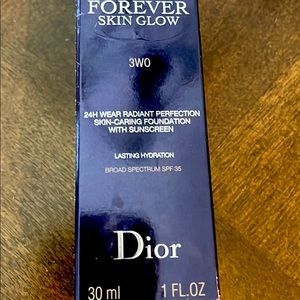 FOREVER
SKIN GLOW
3WO
24H WEAR RADIANT PERFECTION
SKIN-CARING FOUNDATION
WITH SUNSCREEN
LASTING HYDRATION
BROAD SPECTRUM SPF 35
Dior
30 ml 1 FL.OZ